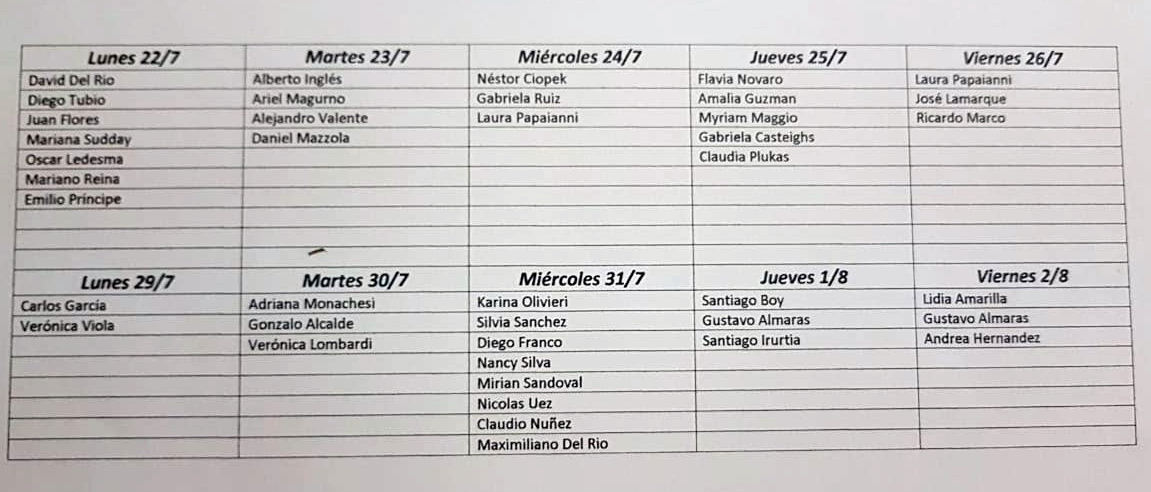 Lunes 22/7 Martes 23/7 Miércoles 24/7 Jueves 25/7 Viernes 26/7
David Del Rio Alberto Inglés Néstor Ciopek Flavia Novaro Laura Papaianni
Diego Tubio Ariel Magurno Gabriela Ruiz Amalia Guzman José Lamarque
Juan Flores Alejandro Valente Laura Papaianni Myriam Maggio Ricardo Marco
Mariana Sudday Daniel Mazzola Gabriela Casteighs
Oscar Ledesma Claudia Plukas
Mariano Reina
Emilio Príncipe
Lunes 29/7 Martes 30/7 Miércoles 31/7 Jueves 1/8 Viernes 2/8
Carlos García Adriana Monachesi Karina Olivieri Santiago Boy Lidia Amarilla
Verónica Viola Gonzalo Alcalde Silvia Sanchez Gustavo Almaras Gustavo Almaras
Verónica Lombardi Diego Franco Santiago Irurtia Andrea Hernandez
Nancy Silva
Mirian Sandoval
Nicolas Uez
Claudio Nuñez
Maximiliano Del Rio